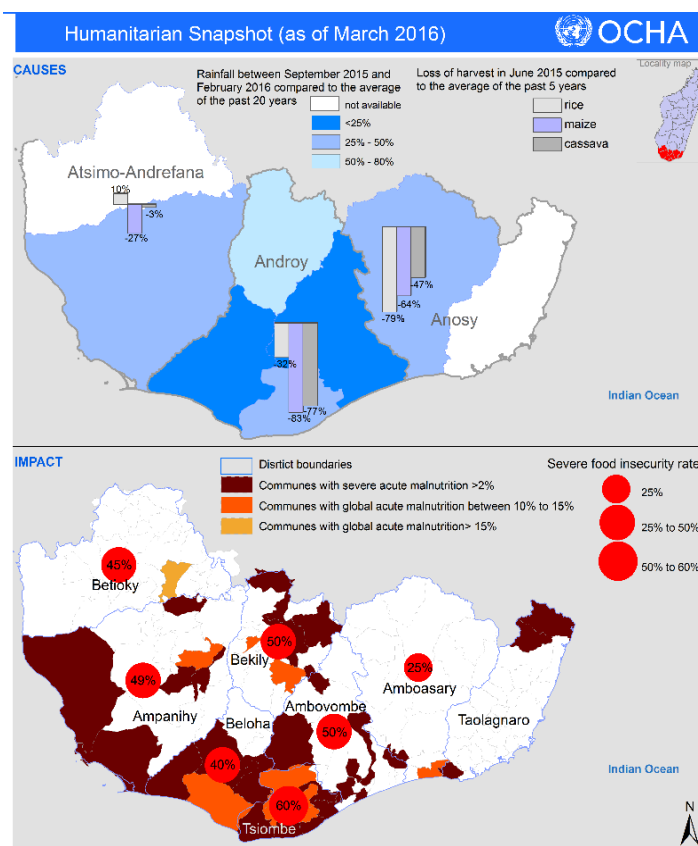 Humanitarian Snapshot (as of March 2016)
OCHA
CAUSES
Rainfall between September 2015 and
February 2016 compared to the average
of the past 20 years
not available
<25%
25% - 50%
50% - 80%
Loss of harvest in June 2015 compared
to the average of the past 5 years
rice
maize
cassava
Locality map
Atsimo-Andrefana
10%
-3%
-27%
Androy
-47%
-64%
-79%
Anosy
-32%
-77%
-83%
Indian Ocean
IMPACT
Disrtict boundaries
Communes with severe acute malnutrition >2%
Communes with global acute malnutrition between 10% to 15%
Communes with global acute malnutrition> 15%
Severe food insecurity rate
25%
25% to 50%
50% to 60%
45%
Betioky
50%
Bekily
49%
Ampanihy
25%
Amboasary
Ambovombe
50%
Beloha
Taolagnaro
40%
60%
Tsiombe
Indian Ocean
N